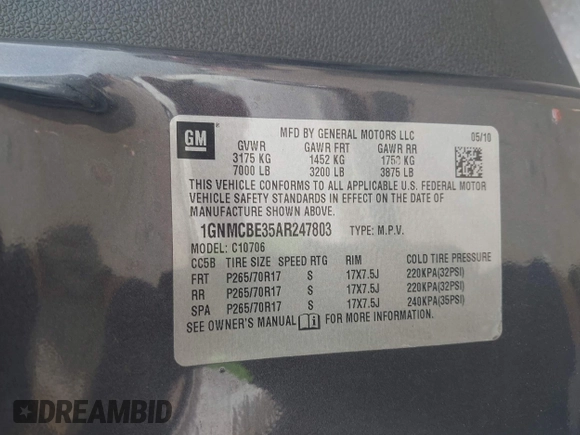 GM
MFD BY GENERAL MOTORS LLC 05/10
GVWR GAWR FRT GAWR RR
3175 KG 1452 KG 1758 KG
7000 LB 3200 LB 3875 LB
THIS VEHICLE CONFORMS TO ALL APPLICABLE U.S. FEDERAL MOTOR
VEHICLE SAFETY STANDARDS IN EFFECT ON THE DATE OF
MANUFACTURE SHOWN ABOVE.
1GNMCBE35AR247803 TYPE: M.P.V.
MODEL: C10706
CC5B TIRE SIZE SPEED RTG RIM COLD TIRE PRESSURE
FRT P265/70R17 S 17X7.5J 220KPA(32PSI)
RR P265/70R17 S 17X7.5J 220KPA(32PSI)
SPA P265/70R17 S 17X7.5J 240KPA(35PSI)
SEE OWNER'S MANUAL i FOR MORE INFORMATION.
DREAMBID